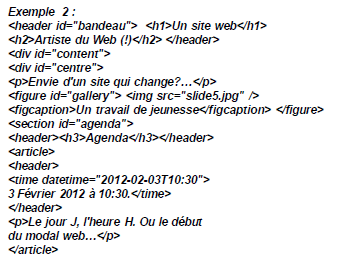 Exemple 2 :
<header id="bandeau"> <h1>Un site web</h1>
<h2>Artiste du Web (!)</h2> </header>
<div id="content">
<div id="centre">
<p>Envie d'un site qui change?...</p>
<figure id="gallery"> <img src="slide5.jpg" />
<figcaption>Un travail de jeunesse</figcaption> </figure>
<section id="agenda">
<header><h3>Agenda</h3></header>
<article>
<header>
<time datetime="2012-02-03T10:30">
3 Février 2012 à 10:30.</time>
</header>
<p>Le jour J, l'heure H. Ou le début
du modal web...</p>
</article>